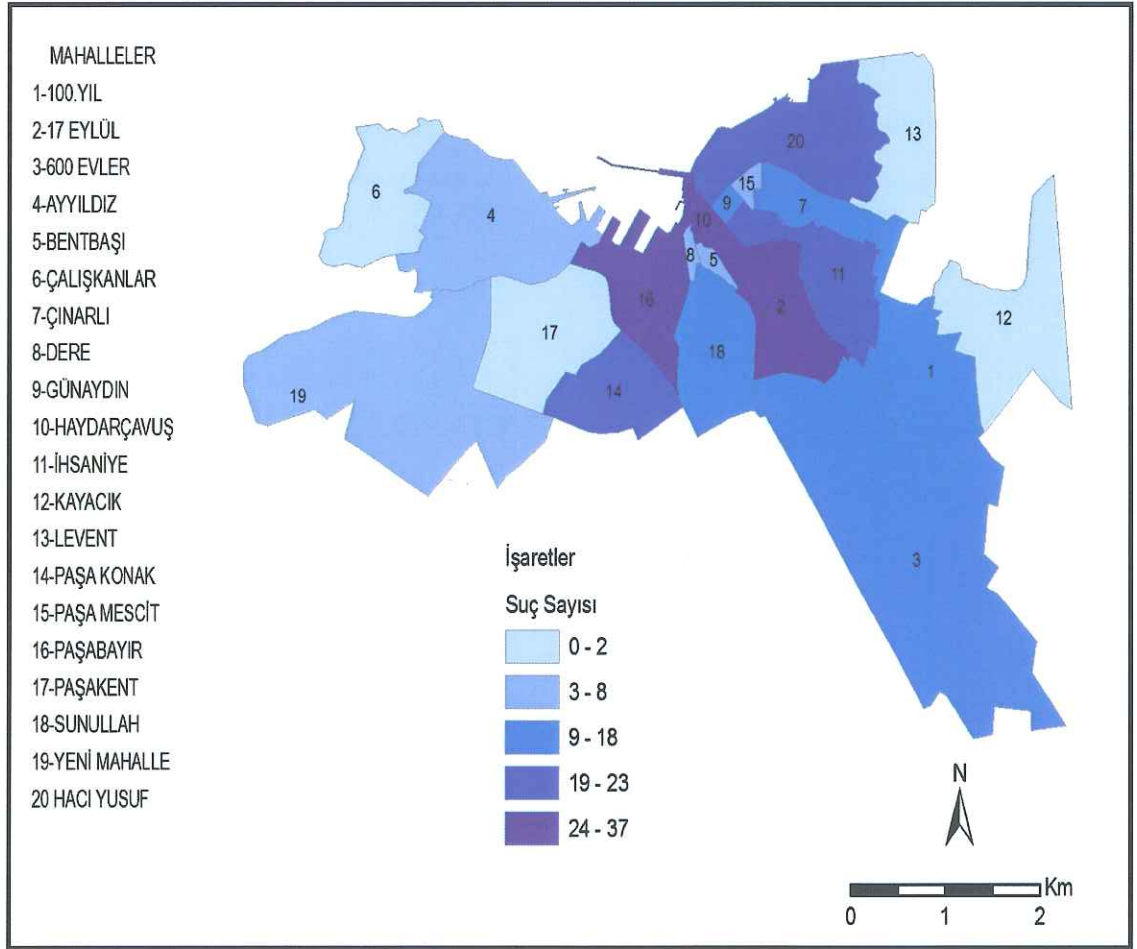 MAHALLELER
1-100.YIL
2-17 EYLÜL
3-600 EVLER
4-AYYILDIZ
5-BENTBAŞI
6-ÇALIŞKANLAR
7-ÇINARLI
8-DERE
9-GÜNAYDIN
10-HAYDARÇAVUŞ
11-İHSANİYE
12-KAYACIK
13-LEVENT
14-PAŞA KONAK
15-PAŞA MESCİT
16-PAŞABAYIR
17-PAŞAKENT
18-SUNULLAH
19-YENİ MAHALLE
20 HACI YUSUF
13
20
15
6
4
9
7
10
8
5
11
16
2
12
17
18
1
14
19
3
İşaretler
Suç Sayısı
0 - 2
3 - 8
9 - 18
19 - 23
24 - 37
N
Km
0 1 2